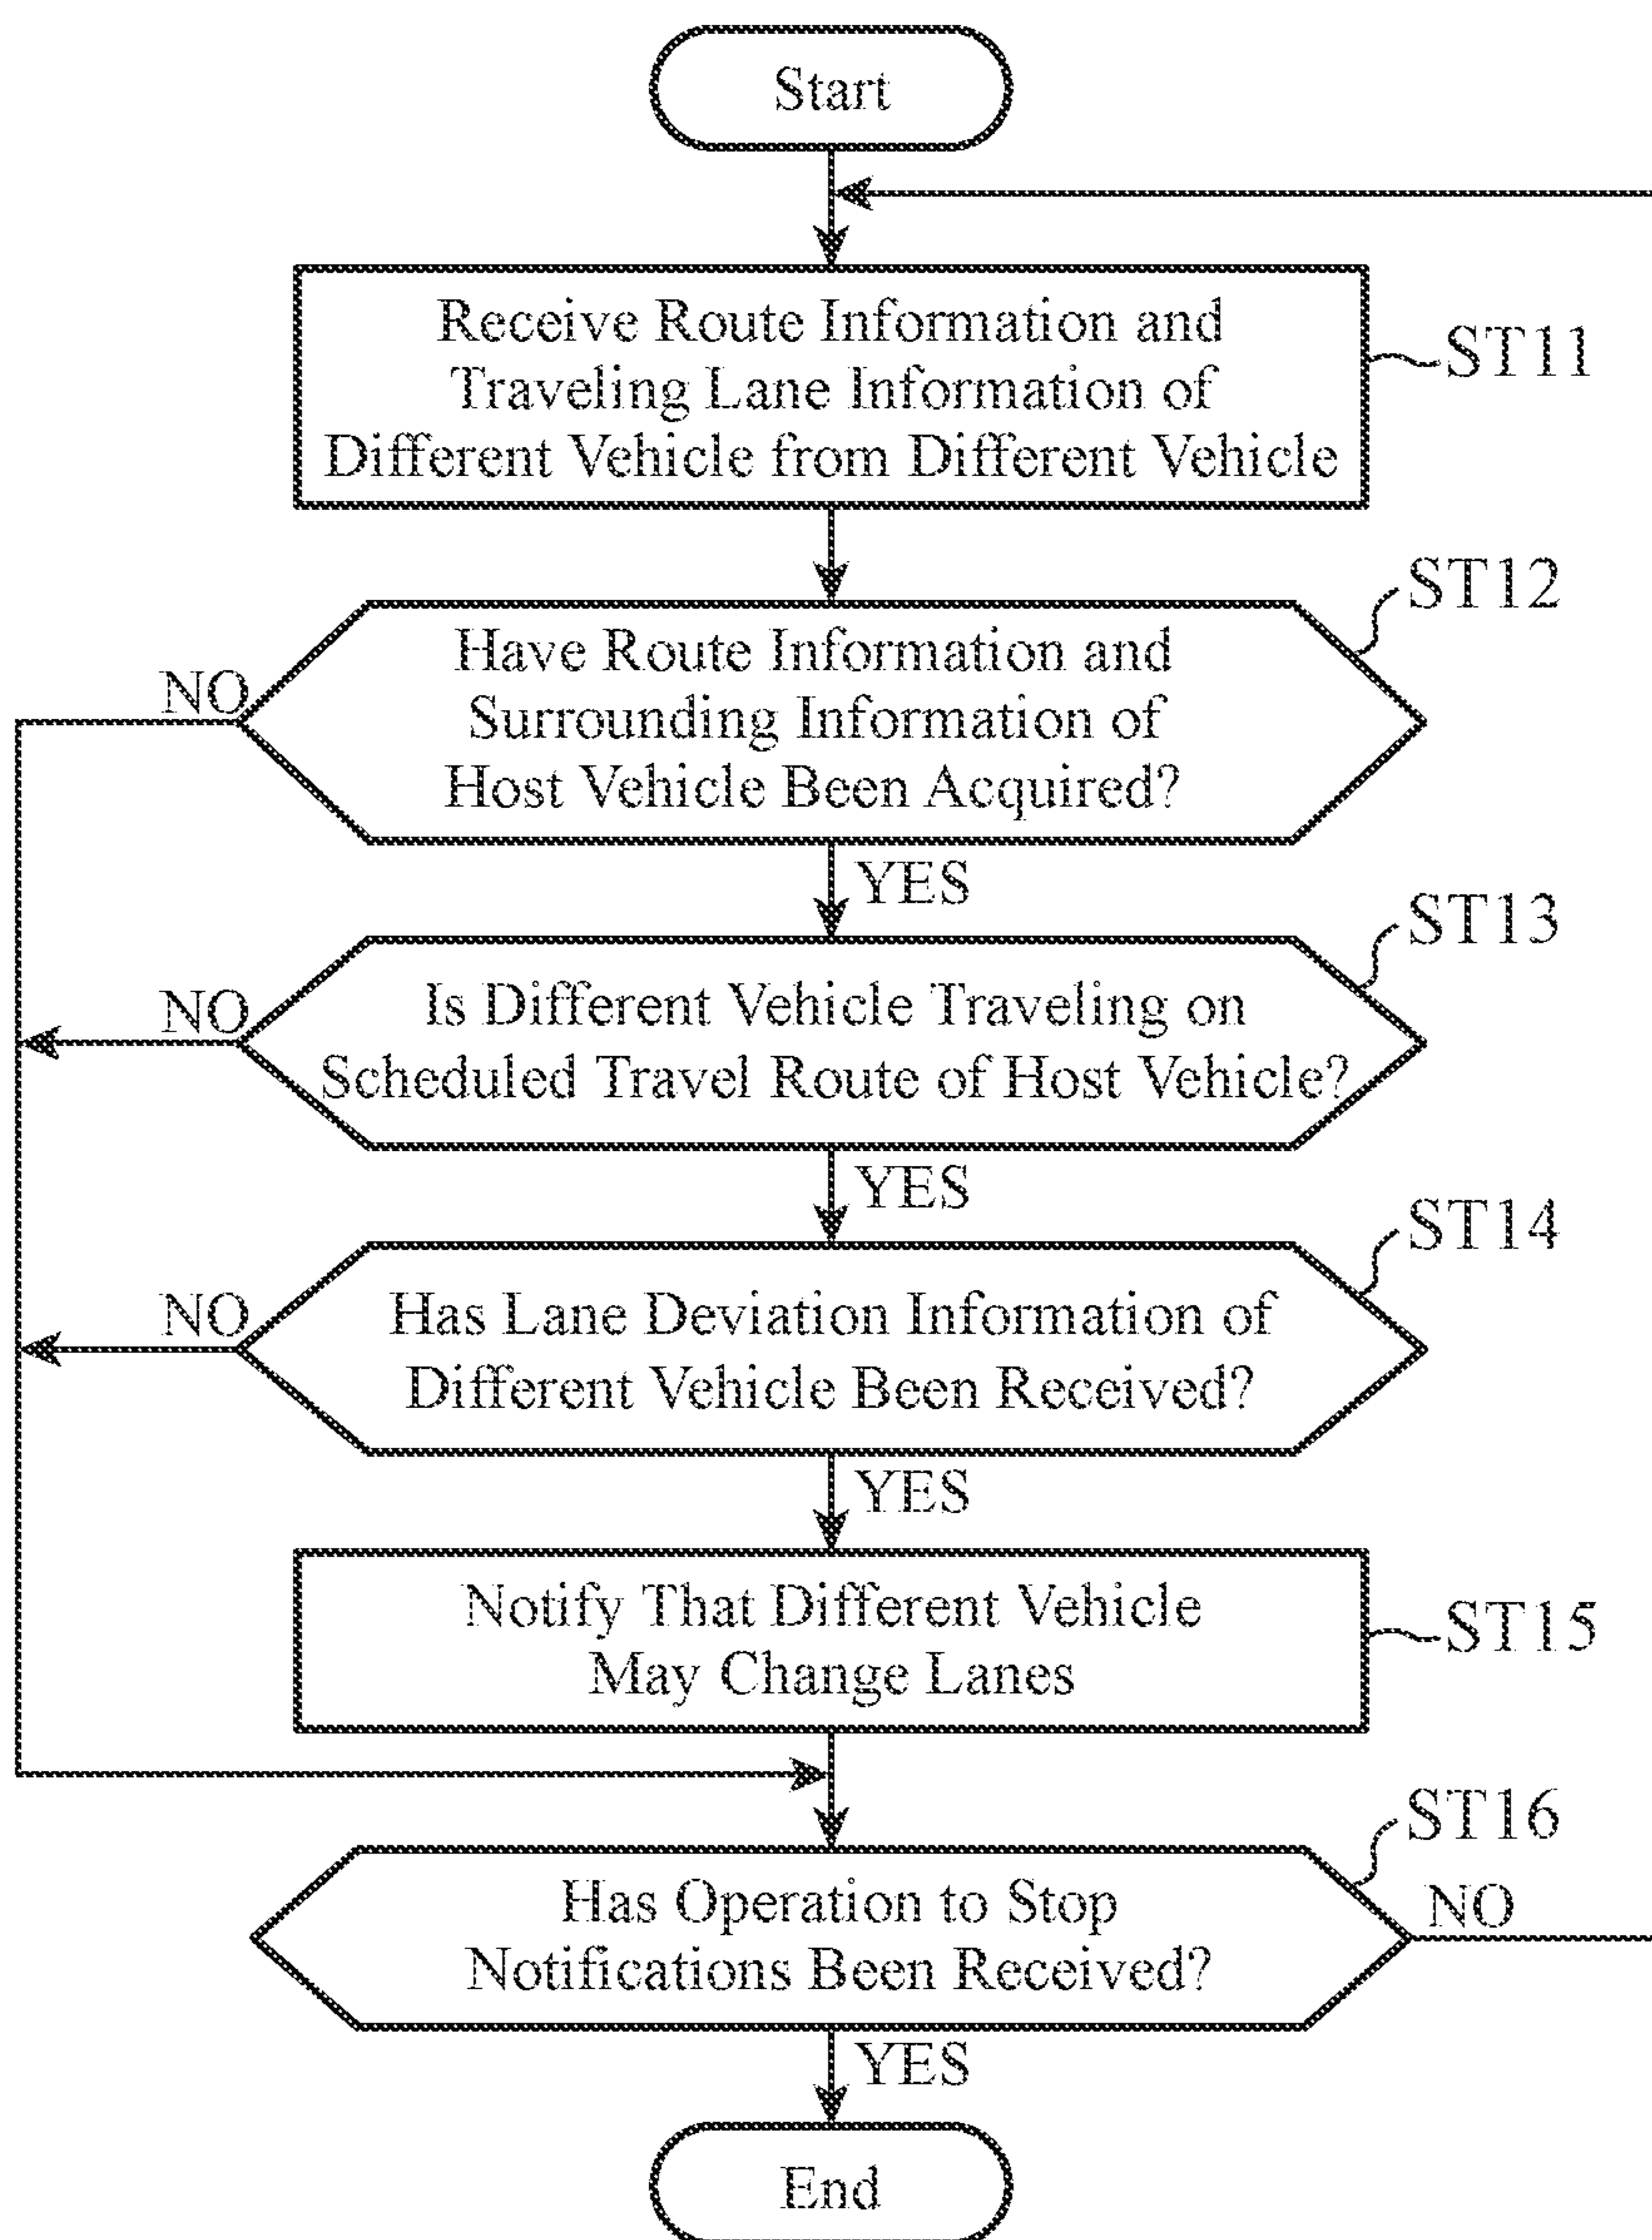 Start
Receive Route Information and
Traveling Lane Information of
Different Vehicle from Different Vehicle
ST11
ST12
Have Route Information and
Surrounding Information of
Host Vehicle Been Acquired?
NO
YES
ST13
Is Different Vehicle Traveling on
Scheduled Travel Route of Host Vehicle?
NO
YES
ST14
Has Lane Deviation Information of
Different Vehicle Been Received?
NO
YES
Notify That Different Vehicle
May Change Lanes
ST15
ST16
Has Operation to Stop
Notifications Been Received?
NO
YES
End